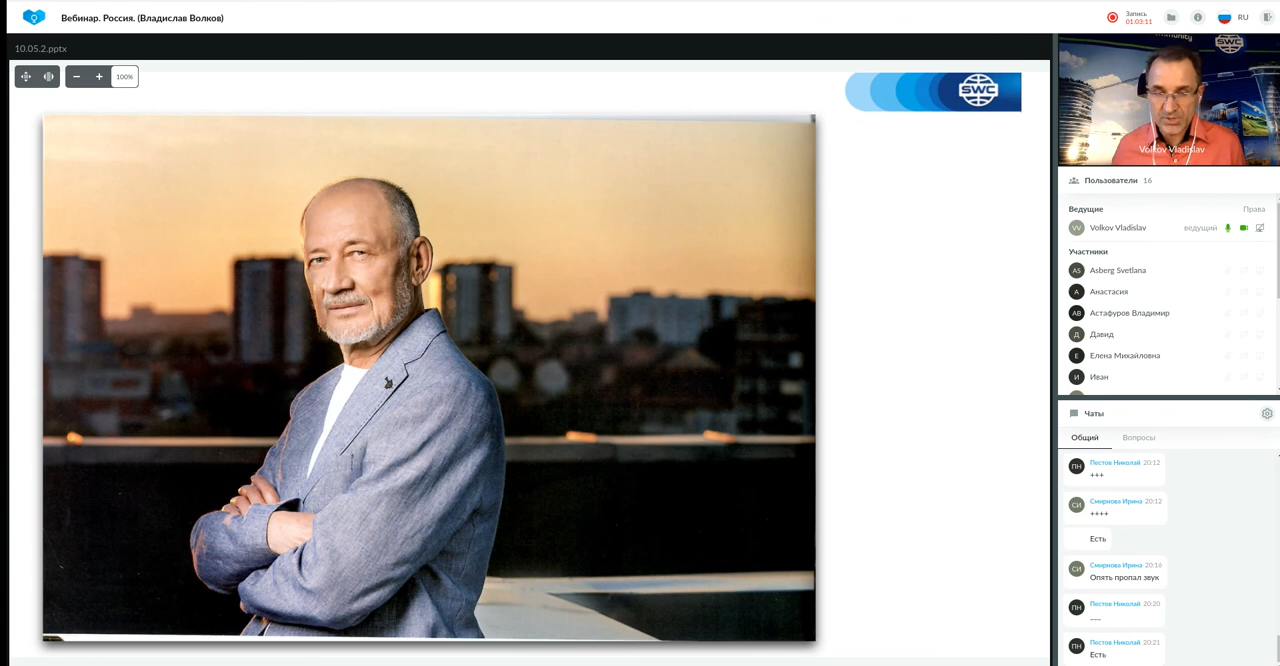 Вебинар. Россия. (Владислав Волков)
Запись
01:03:11
RU
10.05.2.pptx
100%
SWC
mmunity
SWC
Volkov Vladislav
Пользователи 16
Ведущие
Права
VV Volkov Vladislav ведущий
Участники
AS Asberg Svetlana
А Анастасия
АВ Астафуров Владимир
Д Давид
Е Елена Михайловна
И Иван
Чаты
Общий
Вопросы
ПН Пестов Николай 20:12
+++
СИ Смирнова Ирина 20:12
++++
Есть
СИ Смирнова Ирина 20:16
Опять пропал звук
ПН Пестов Николай 20:20
---
ПН Пестов Николай 20:21
Есть